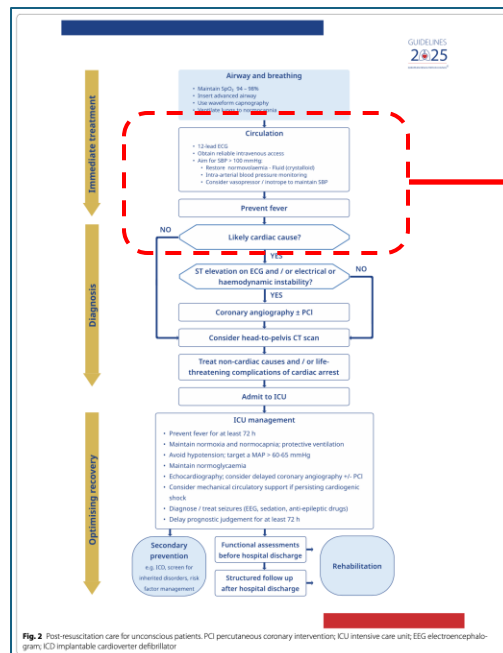 GUIDELINES
2025
Airway and breathing
• Maintain SpO₂ 94 – 98%
• Insert advanced airway
• Use waveform capnography
• Ventilate lungs to normocapnia
Circulation
• 12-lead ECG
• Obtain reliable intravenous access
• Aim for SBP > 100 mmHg:
• Restore normovolaemia - Fluid (crystalloid)
• Intra-arterial blood pressure monitoring
• Consider vasopressor / inotrope to maintain SBP
Prevent fever
Immediate treatment
NO
Likely cardiac cause?
YES
ST elevation on ECG and / or electrical or
haemodynamic instability?
NO
YES
Coronary angiography ± PCI
Consider head-to-pelvis CT scan
Treat non-cardiac causes and / or life-
threatening complications of cardiac arrest
Diagnosis
Admit to ICU
ICU management
• Prevent fever for at least 72 h
• Maintain normoxia and normocapnia; protective ventilation
• Avoid hypotension; target a MAP > 60-65 mmHg
• Maintain normoglycaemia
• Echocardiography; consider delayed coronary angiography +/- PCI
• Consider mechanical circulatory support if persisting cardiogenic
shock
• Diagnose / treat seizures (EEG, sedation, anti-epileptic drugs)
• Delay prognostic judgement for at least 72 h
Optimising recovery
Secondary
prevention
e.g. ICD, screen for
inherited disorders, risk
factor management
Functional assessments
before hospital discharge
Structured follow up
after hospital discharge
Rehabilitation
Fig. 2 Post-resuscitation care for unconscious patients. PCI percutaneous coronary intervention; ICU intensive care unit; EEG electroencephalo-
gram; ICD implantable cardioverter defibrillator